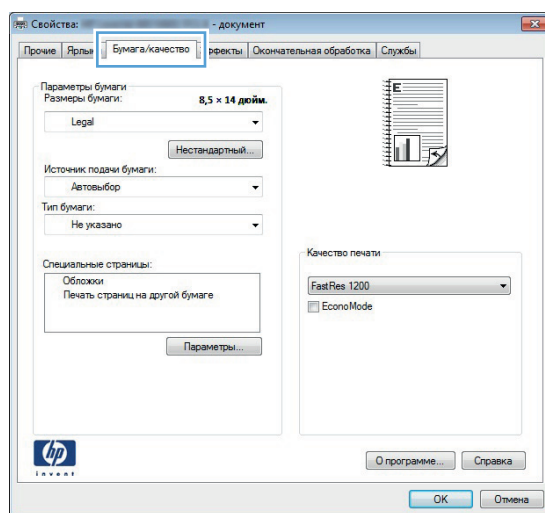 Свойства: - документ
Прочие
Бумага/качество
Окончательная обработка
Службы
Параметры бумаги
Размеры бумаги: 8,5 × 14 дюйм.
Legal
Нестандартный...
Источник подачи бумаги:
Автовыбор
Тип бумаги:
Не указано
Специальные страницы:
Обложки
Печать страниц на другой бумаге
Параметры...
E
Качество печати
FastRes 1200
EconoMode
hp
invent
О программе...
Справка
OK
Отмена